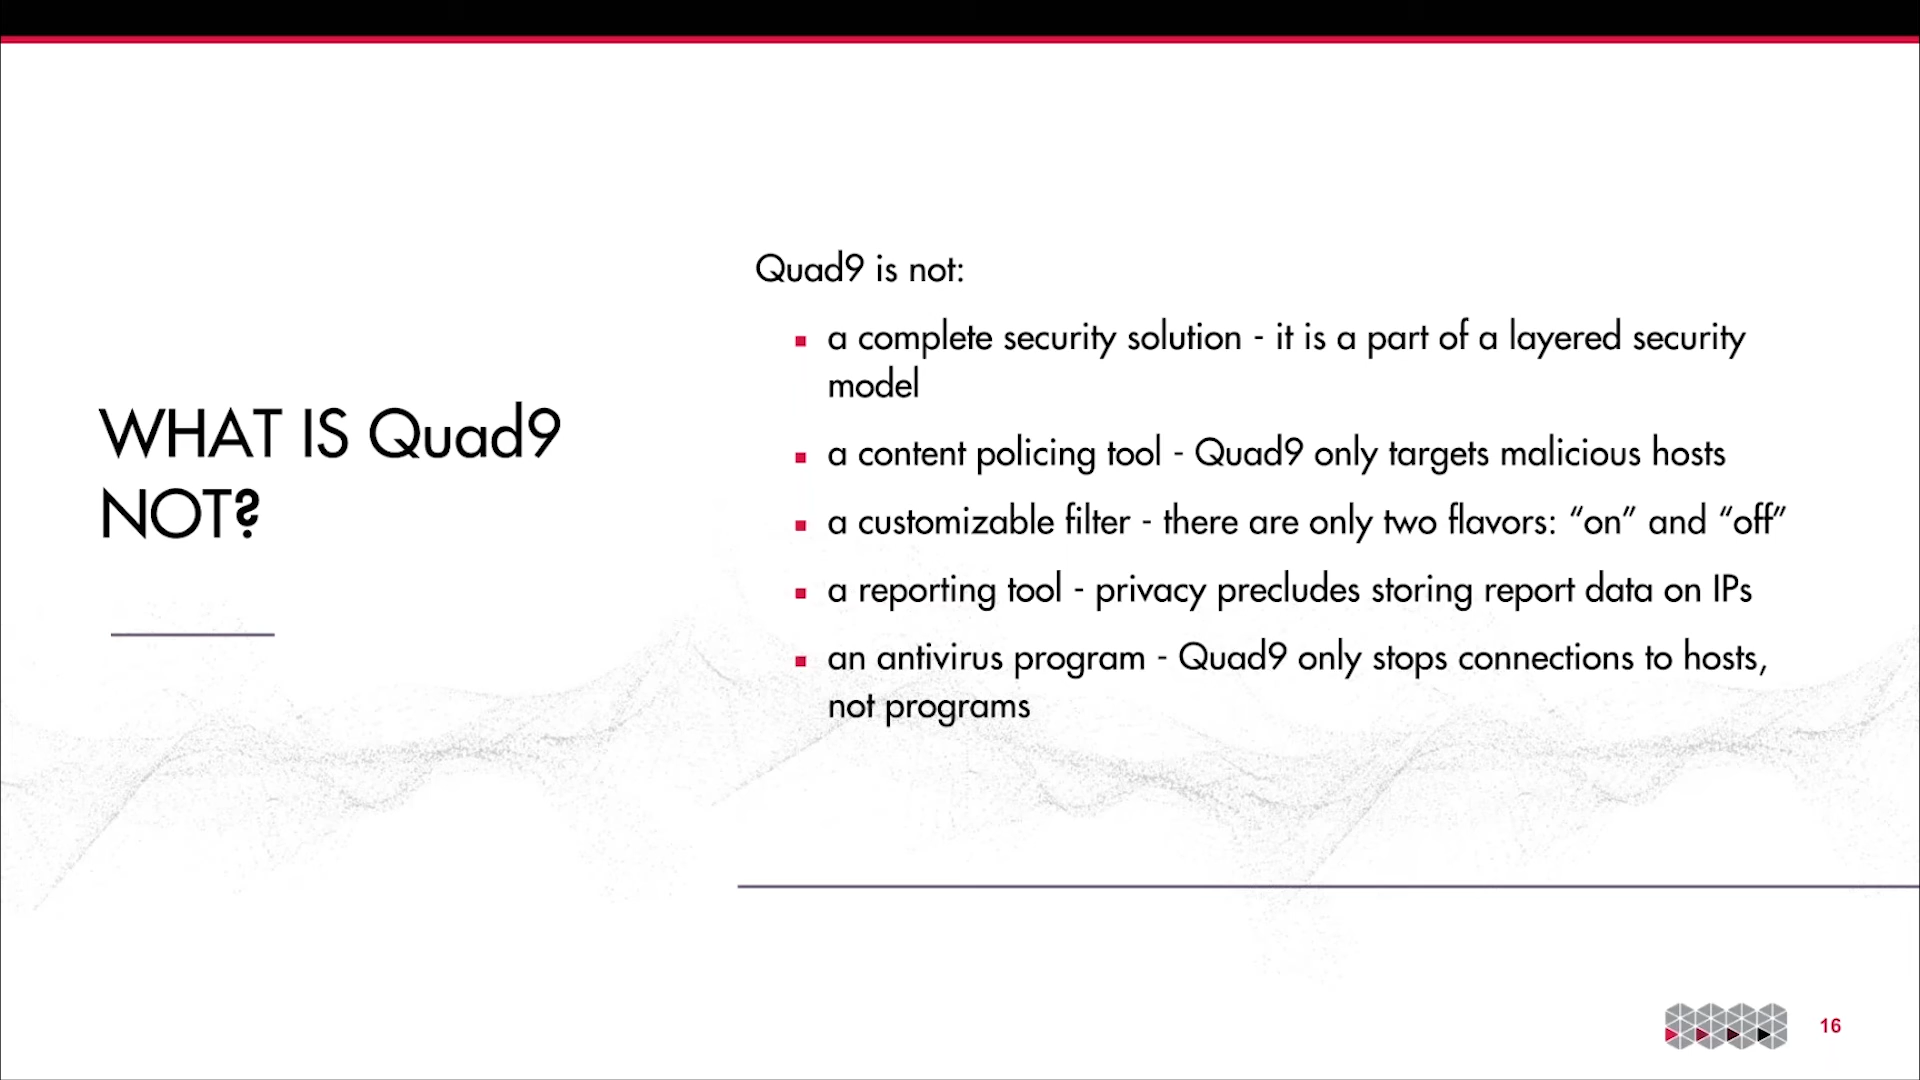 WHAT IS Quad9
NOT?
Quad9 is not:
a complete security solution - it is a part of a layered security
model
a content policing tool - Quad9 only targets malicious hosts
a customizable filter - there are only two flavors: “on” and “off”
a reporting tool - privacy precludes storing report data on IPs
an antivirus program - Quad9 only stops connections to hosts,
not programs
16